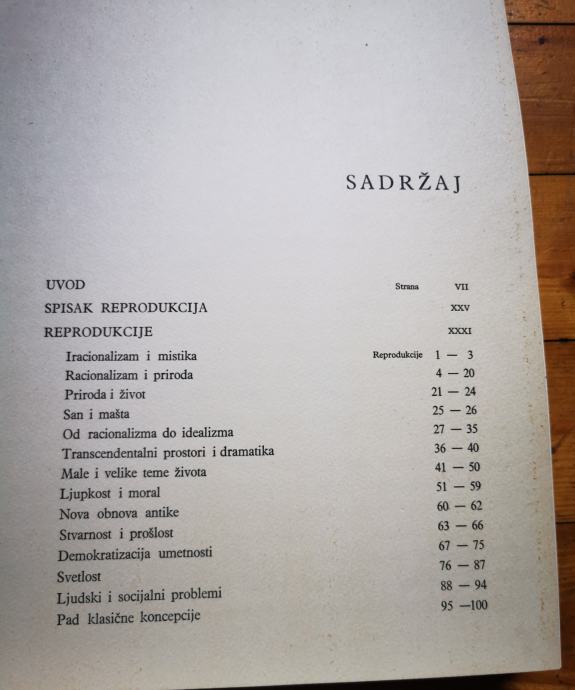 SADRŽAJ
UVOD Strana VII
SPISAK REPRODUKCIJA XXV
REPRODUKCIJE XXXI
Iracionalizam i mistika Reprodukcije 1 — 3
Racionalizam i priroda 4 — 20
Priroda i život 21 — 24
San i mašta 25 — 26
Od racionalizma do idealizma 27 — 35
Transcendentalni prostori i dramatika 36 — 40
Male i velike teme života 41 — 50
Ljupkost i moral 51 — 59
Nova obnova antike 60 — 62
Stvarnost i prošlost 63 — 66
Demokratizacija umetnosti 67 — 75
Svetlost 76 — 87
Ljudski i socijalni problemi 88 — 94
Pad klasične koncepcije 95 —100